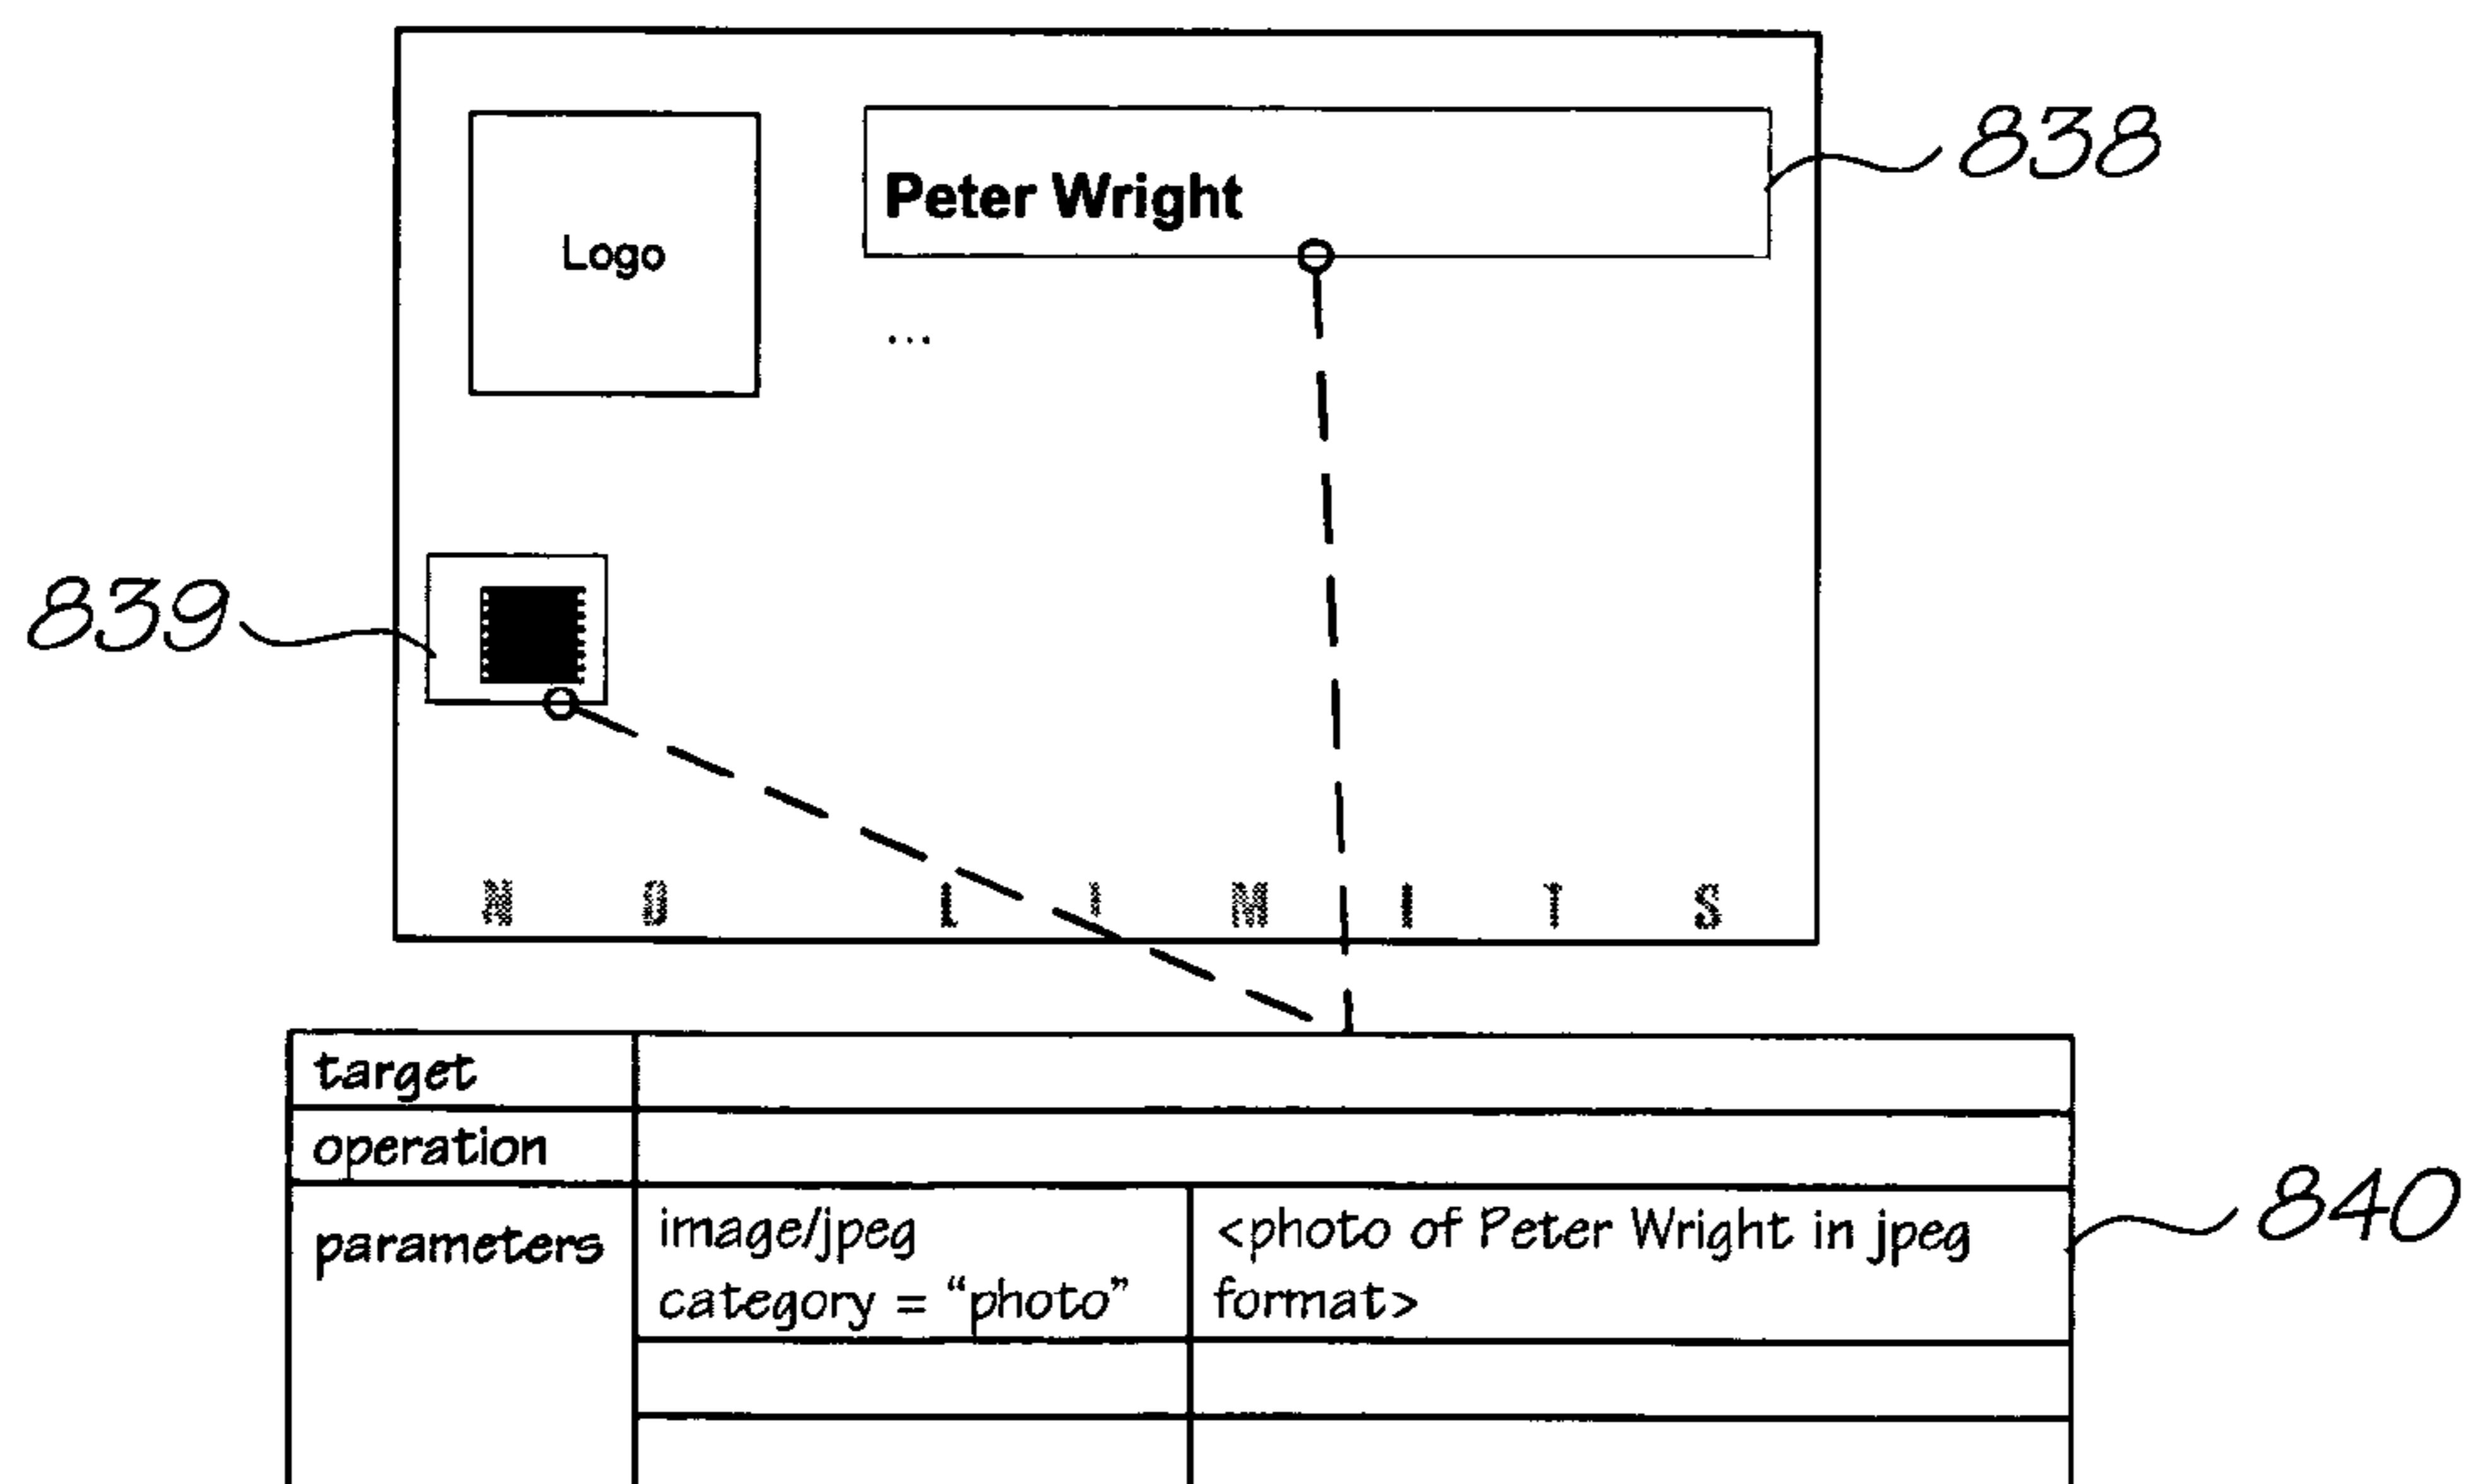 Peter Wright
838
Logo
...
839
N O L I M I T S
target
operation
parameters
image/jpeg
category = “photo”
<photo of Peter Wright in jpeg
format>
840